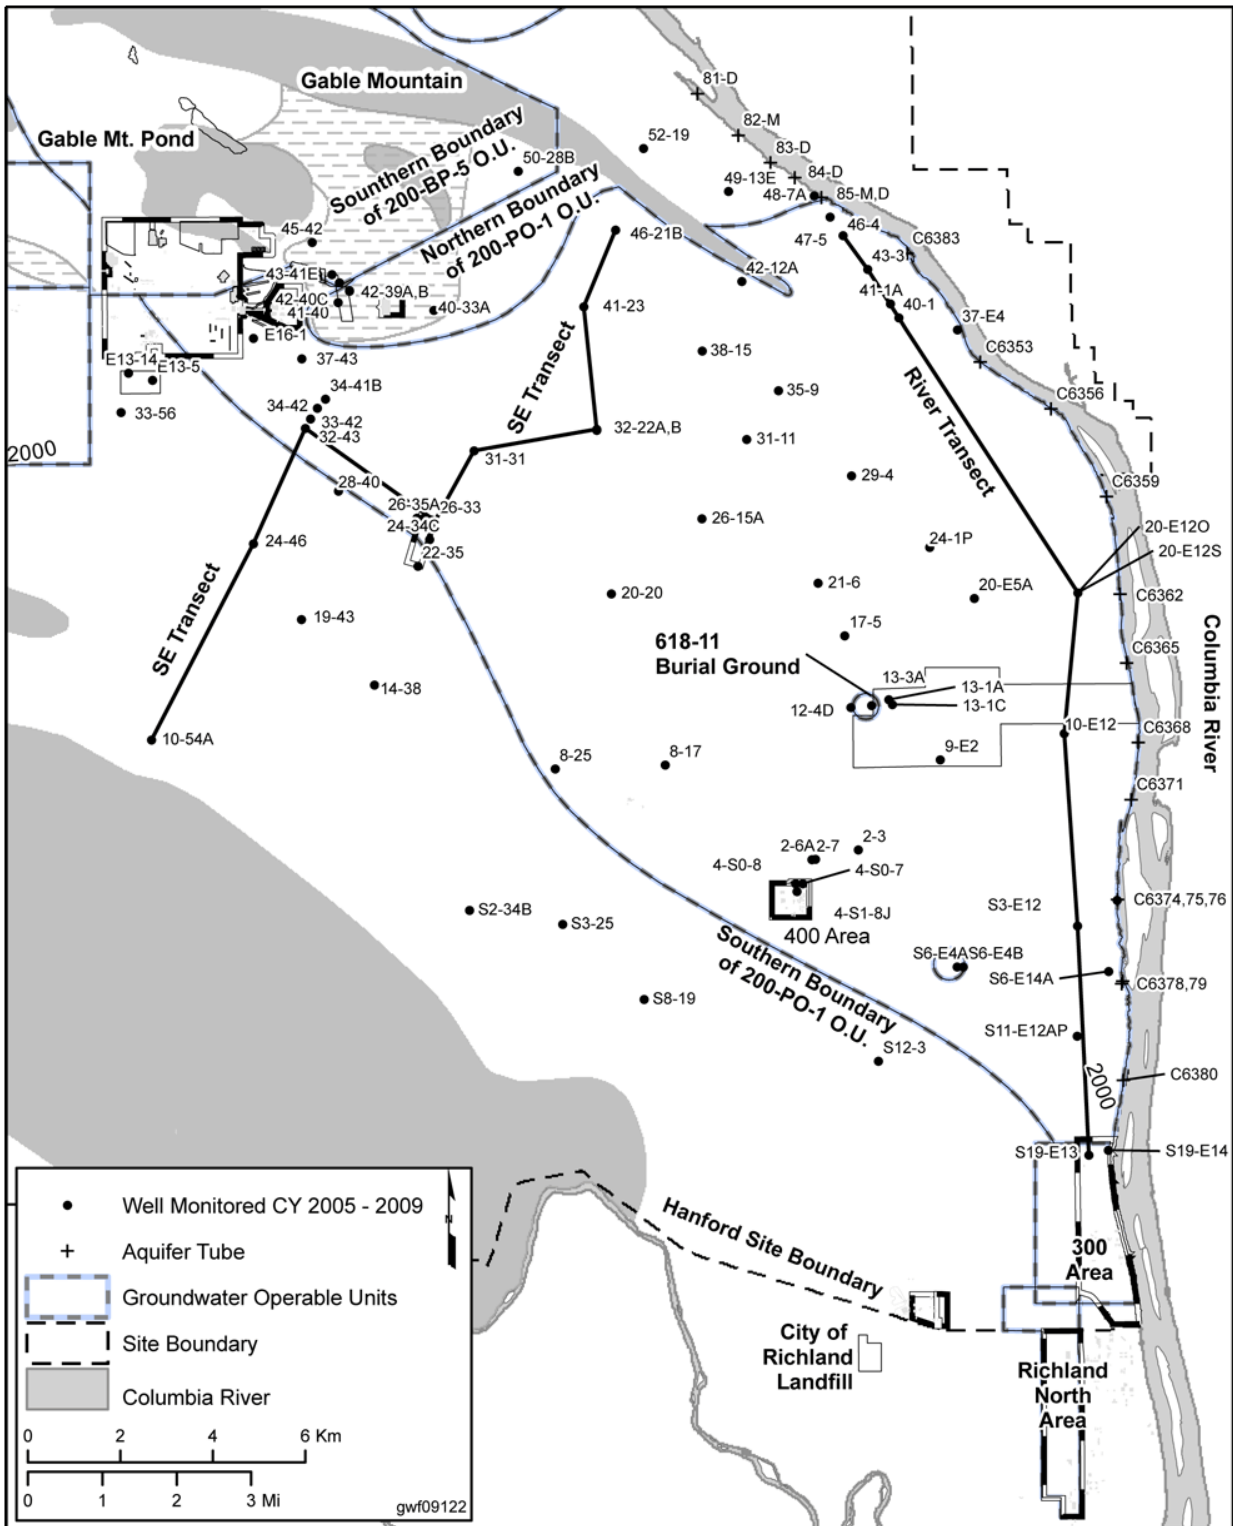 81-D
Gable Mountain
82-M
Gable Mt. Pond
52-19
83-D
50-28B
84-D
49-13E
48-7A
85-M,D
Sounthern Boundary
of 200-BP-5 O.U.
Northern Boundary
of 200-PO-1 O.U.
46-4
45-42
46-21B
47-5
C6383
43-3
43-41E
42-12A
42-39A,B
42-40C
41-1A
41-40
40-33A
41-23
40-1
E16-1
37-E4
38-15
37-43
C6353
E13-14
E13-5
SE Transect
35-9
34-41B
River Transect
C6356
34-42
33-56
33-42
32-43
32-22A,B
31-11
2000
31-31
29-4
28-40
C6359
26-35A
26-33
26-15A
24-34C
20-E12O
24-46
24-1P
22-35
20-E12S
21-6
20-20
20-E5A
C6362
SE Transect
19-43
17-5
618-11
Burial Ground
C6365
Columbia River
13-3A
14-38
13-1A
12-4D
13-1C
10-54A
10-E12
C6368
9-E2
8-25
8-17
C6371
2-6A
2-7
2-3
4-S0-8
4-S0-7
C6374,75,76
4-S1-8J
S2-34B
S3-25
S3-E12
400 Area
Southern Boundary
of 200-PO-1 O.U.
S6-E4A
S6-E4B
S6-E14A
C6378,79
S8-19
S11-E12AP
S12-3
2000
C6380
S19-E13
S19-E14
Well Monitored CY 2005 - 2009
Aquifer Tube
Groundwater Operable Units
Site Boundary
Columbia River
0 2 4 6 Km
0 1 2 3 Mi
gwf09122
N
Hanford Site Boundary
300
Area
City of
Richland
Landfill
Richland
North
Area